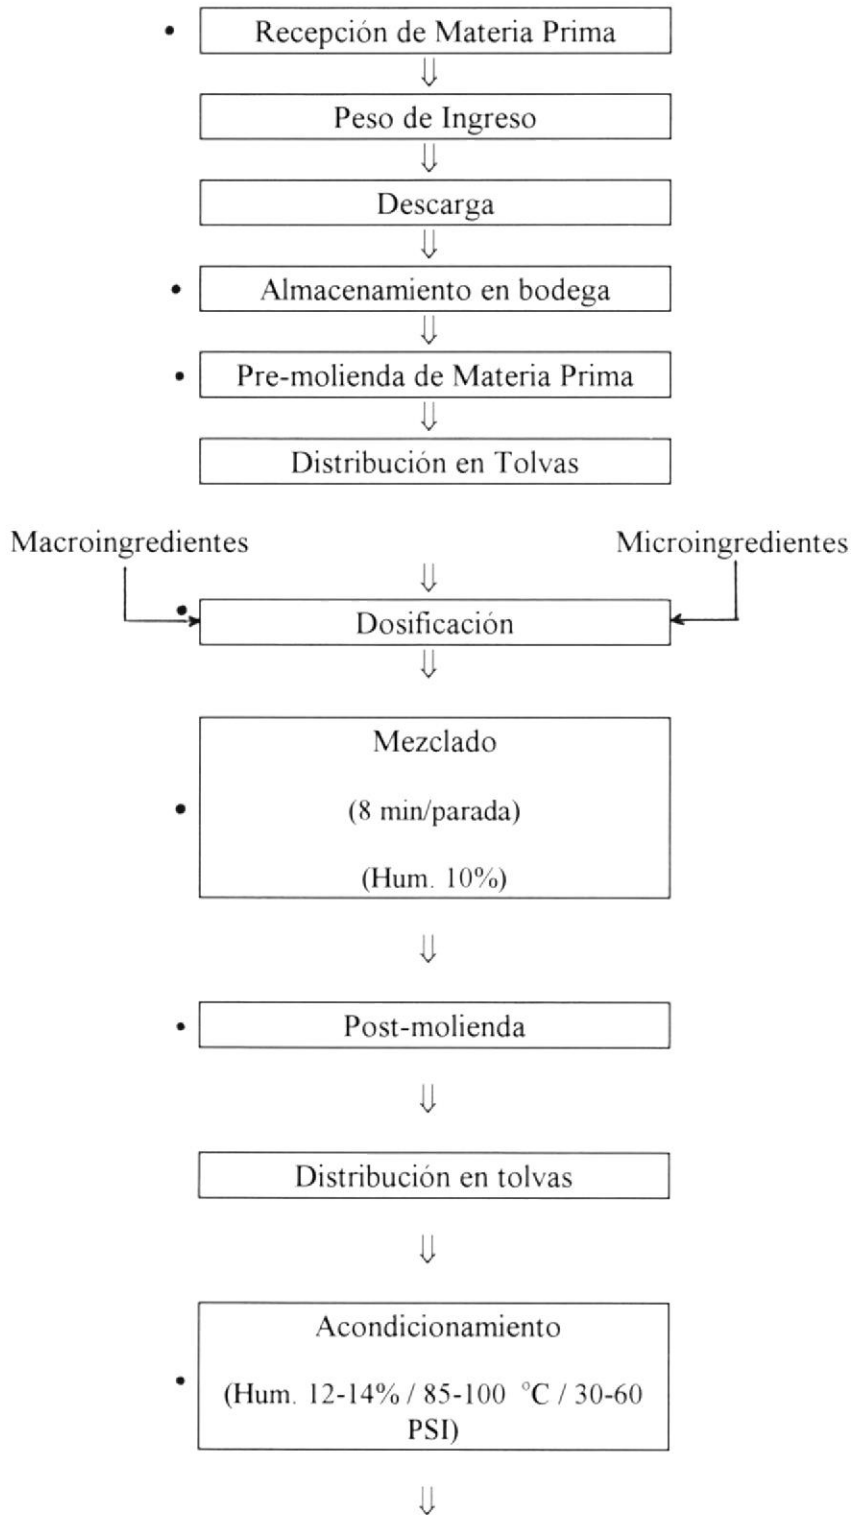 • Recepción de Materia Prima
Peso de Ingreso
Descarga
• Almacenamiento en bodega
• Pre-molienda de Materia Prima
Distribución en Tolvas
Macroingredientes
Microingredientes
• Dosificación
Mezclado
• (8 min/parada)
(Hum. 10%)
• Post-molienda
Distribución en tolvas
Acondicionamiento
• (Hum. 12-14% / 85-100 °C / 30-60
PSI)